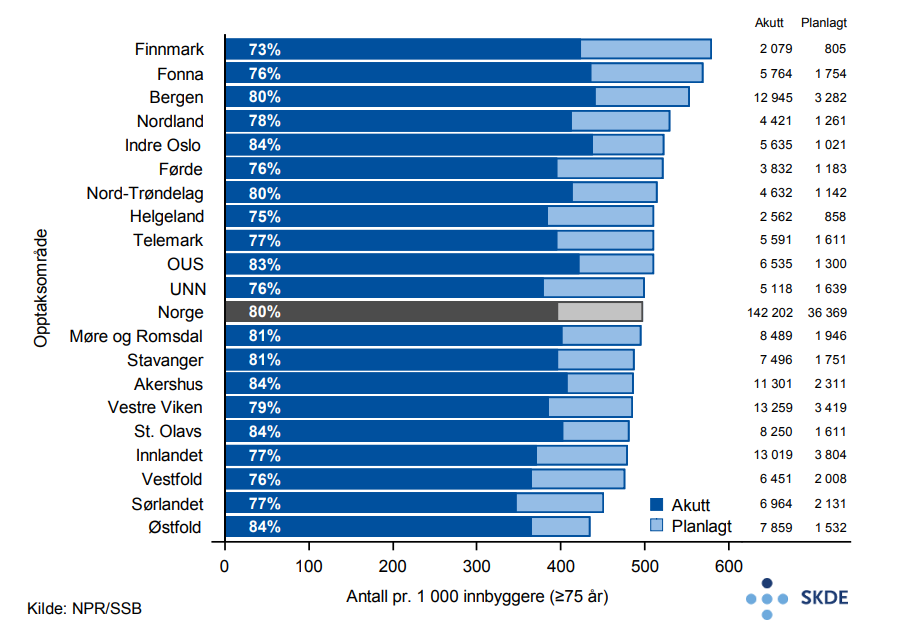 Akutt Planlagt
Finnmark 73% 2 079 805
Fonna 76% 5 764 1 754
Bergen 80% 12 945 3 282
Nordland 78% 4 421 1 261
Indre Oslo 84% 5 635 1 021
Førde 76% 3 832 1 183
Nord-Trøndelag 80% 4 632 1 142
Helgeland 75% 2 562 858
Telemark 77% 5 591 1 611
OUS 83% 6 535 1 300
UNN 76% 5 118 1 639
Norge 80% 142 202 36 369
Møre og Romsdal 81% 8 489 1 946
Stavanger 81% 7 496 1 751
Akershus 84% 11 301 2 311
Vestre Viken 79% 13 259 3 419
St. Olavs 84% 8 250 1 611
Innlandet 77% 13 019 3 804
Vestfold 76% 6 451 2 008
Sørlandet 77% 6 964 2 131
Østfold 84% 7 859 1 532
Opptaksområde
Akutt
Planlagt
0 100 200 300 400 500 600
Antall pr. 1 000 innbyggere (≥75 år)
Kilde: NPR/SSB
SKDE